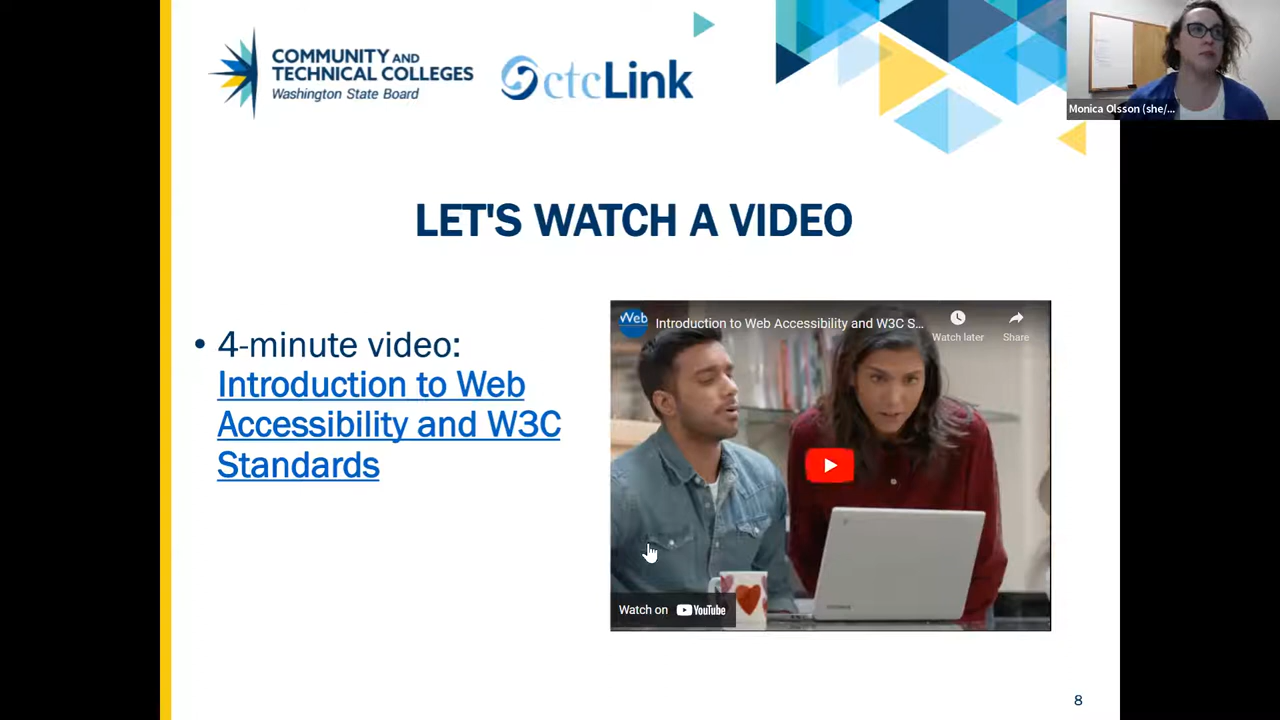 COMMUNITY AND
TECHNICAL COLLEGES
Washington State Board
ctcLink
Monica Olsson (she/...
LET'S WATCH A VIDEO
• 4-minute video:
Introduction to Web
Accessibility and W3C
Standards
Web
Introduction to Web Accessibility and W3C S...
Watch later
Share
Watch on YouTube
8